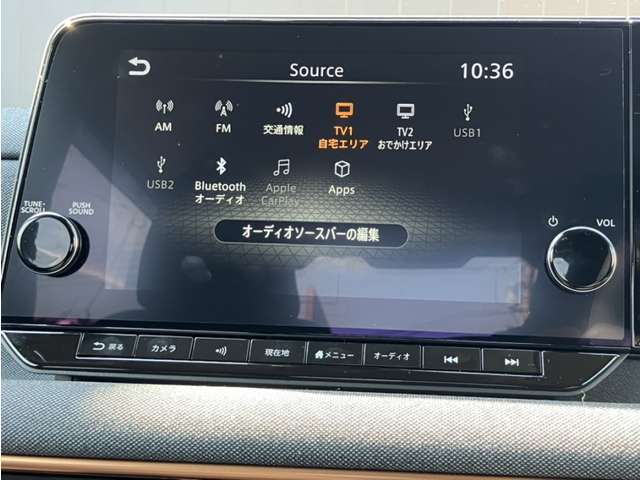 Source
10:36
AM
FM
交通情報
TV1
自宅エリア
TV2
おでかけエリア
USB1
USB2
Bluetooth
オーディオ
Apple
CarPlay
Apps
オーディオソースバーの編集
TUNE·
SCROLL
PUSH
SOUND
VOL
戻る
カメラ
現在地
メニュー
オーディオ